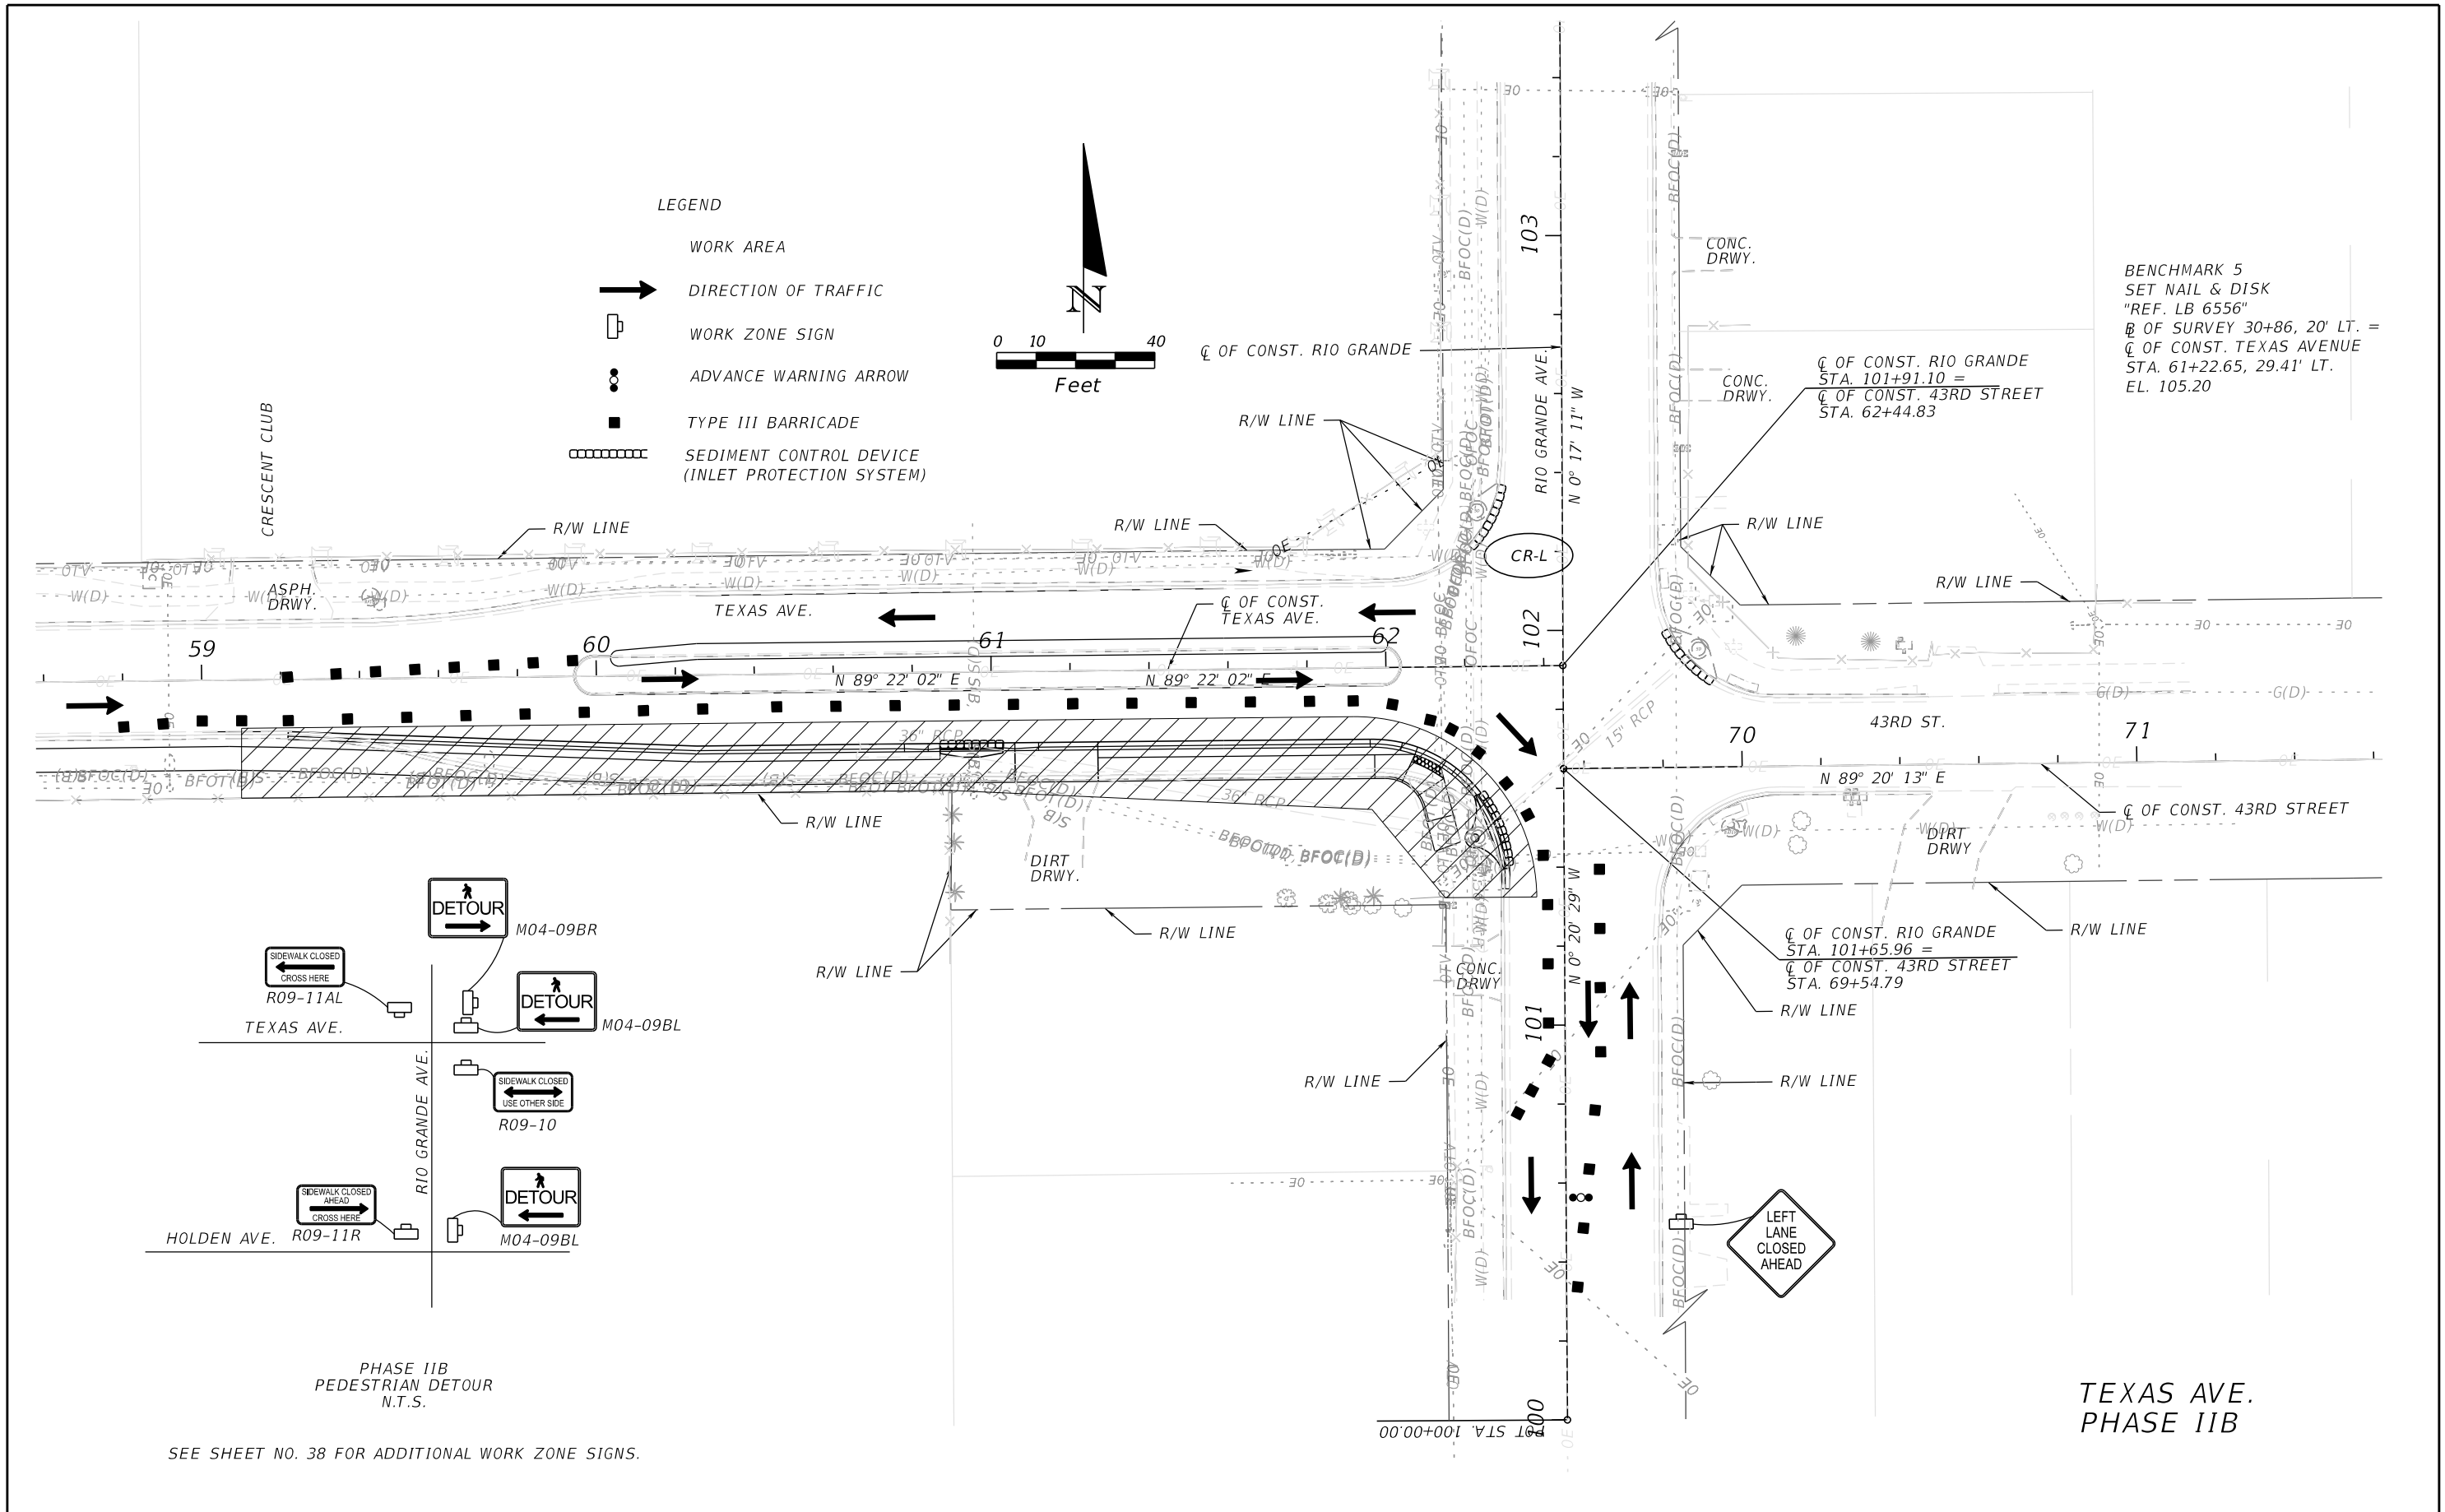 LEGEND
WORK AREA
DIRECTION OF TRAFFIC
WORK ZONE SIGN
ADVANCE WARNING ARROW
TYPE III BARRICADE
SEDIMENT CONTROL DEVICE
(INLET PROTECTION SYSTEM)
N
0 10 40
Feet
℄ OF CONST. RIO GRANDE
R/W LINE
R/W LINE
R/W LINE
CRESCENT CLUB
ASPH.
DRWY.
TEXAS AVE.
℄ OF CONST.
TEXAS AVE.
59
60
61
62
N 89° 22' 02" E
N 89° 22' 02" E
36" RCP
36" RCP
R/W LINE
DIRT
DRWY.
R/W LINE
R/W LINE
103
RIO GRANDE AVE.
N 0° 17' 11" W
CR-L
102
CONC.
DRWY.
CONC.
DRWY.
BENCHMARK 5
SET NAIL & DISK
"REF. LB 6556"
B OF SURVEY 30+86, 20' LT. =
℄ OF CONST. TEXAS AVENUE
STA. 61+22.65, 29.41' LT.
EL. 105.20
℄ OF CONST. RIO GRANDE
STA. 101+91.10 =
℄ OF CONST. 43RD STREET
STA. 62+44.83
R/W LINE
R/W LINE
15" RCP
43RD ST.
70
71
N 89° 20' 13" E
℄ OF CONST. 43RD STREET
DIRT
DRWY
R/W LINE
℄ OF CONST. RIO GRANDE
STA. 101+65.96 =
℄ OF CONST. 43RD STREET
STA. 69+54.79
R/W LINE
R/W LINE
N 0° 20' 29" W
CONC.
DRWY
101
R/W LINE
LEFT
LANE
CLOSED
AHEAD
100
POT STA. 100+00.00
DETOUR
M04-09BR
SIDEWALK CLOSED
CROSS HERE
R09-11AL
DETOUR
M04-09BL
TEXAS AVE.
SIDEWALK CLOSED
USE OTHER SIDE
R09-10
RIO GRANDE AVE.
SIDEWALK CLOSED
AHEAD
CROSS HERE
R09-11R
DETOUR
M04-09BL
HOLDEN AVE.
PHASE IIB
PEDESTRIAN DETOUR
N.T.S.
SEE SHEET NO. 38 FOR ADDITIONAL WORK ZONE SIGNS.
TEXAS AVE.
PHASE IIB